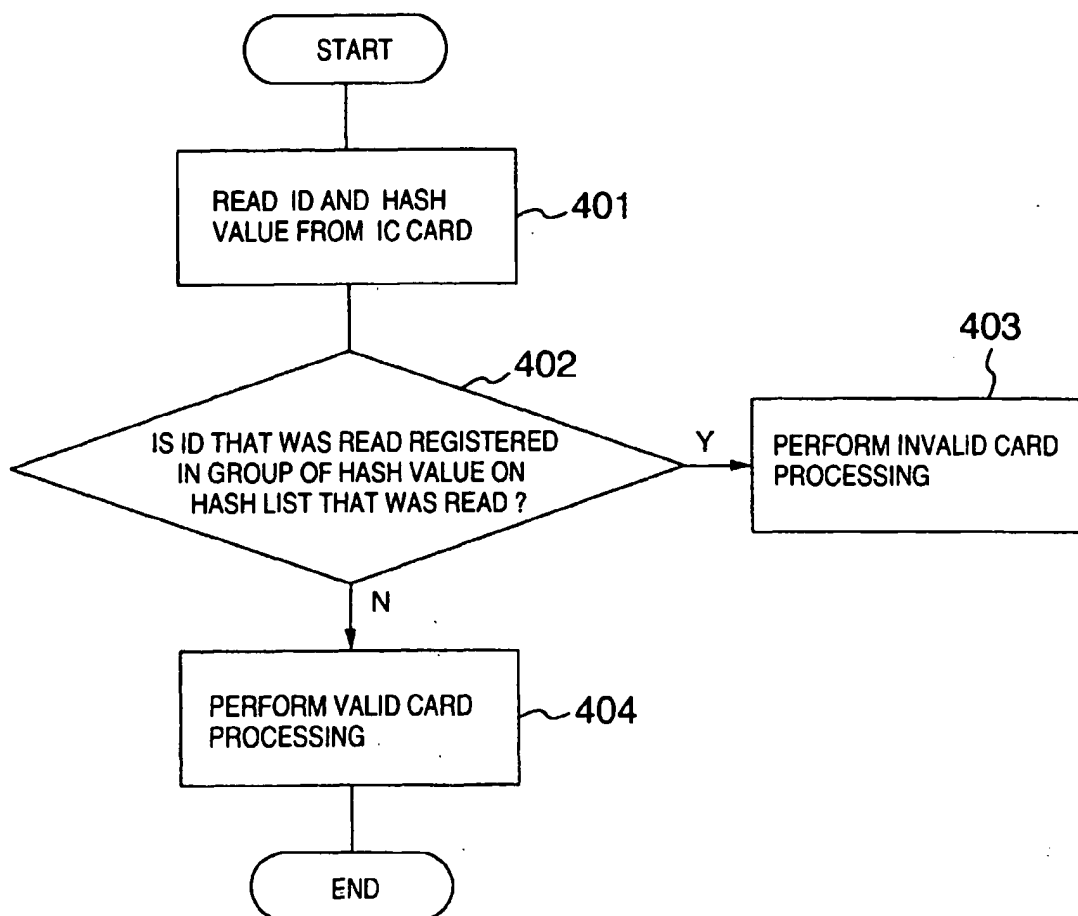 START
READ ID AND HASH
VALUE FROM IC CARD
401
402
IS ID THAT WAS READ REGISTERED
IN GROUP OF HASH VALUE ON
HASH LIST THAT WAS READ ?
Y
403
PERFORM INVALID CARD
PROCESSING
N
PERFORM VALID CARD
PROCESSING
404
END